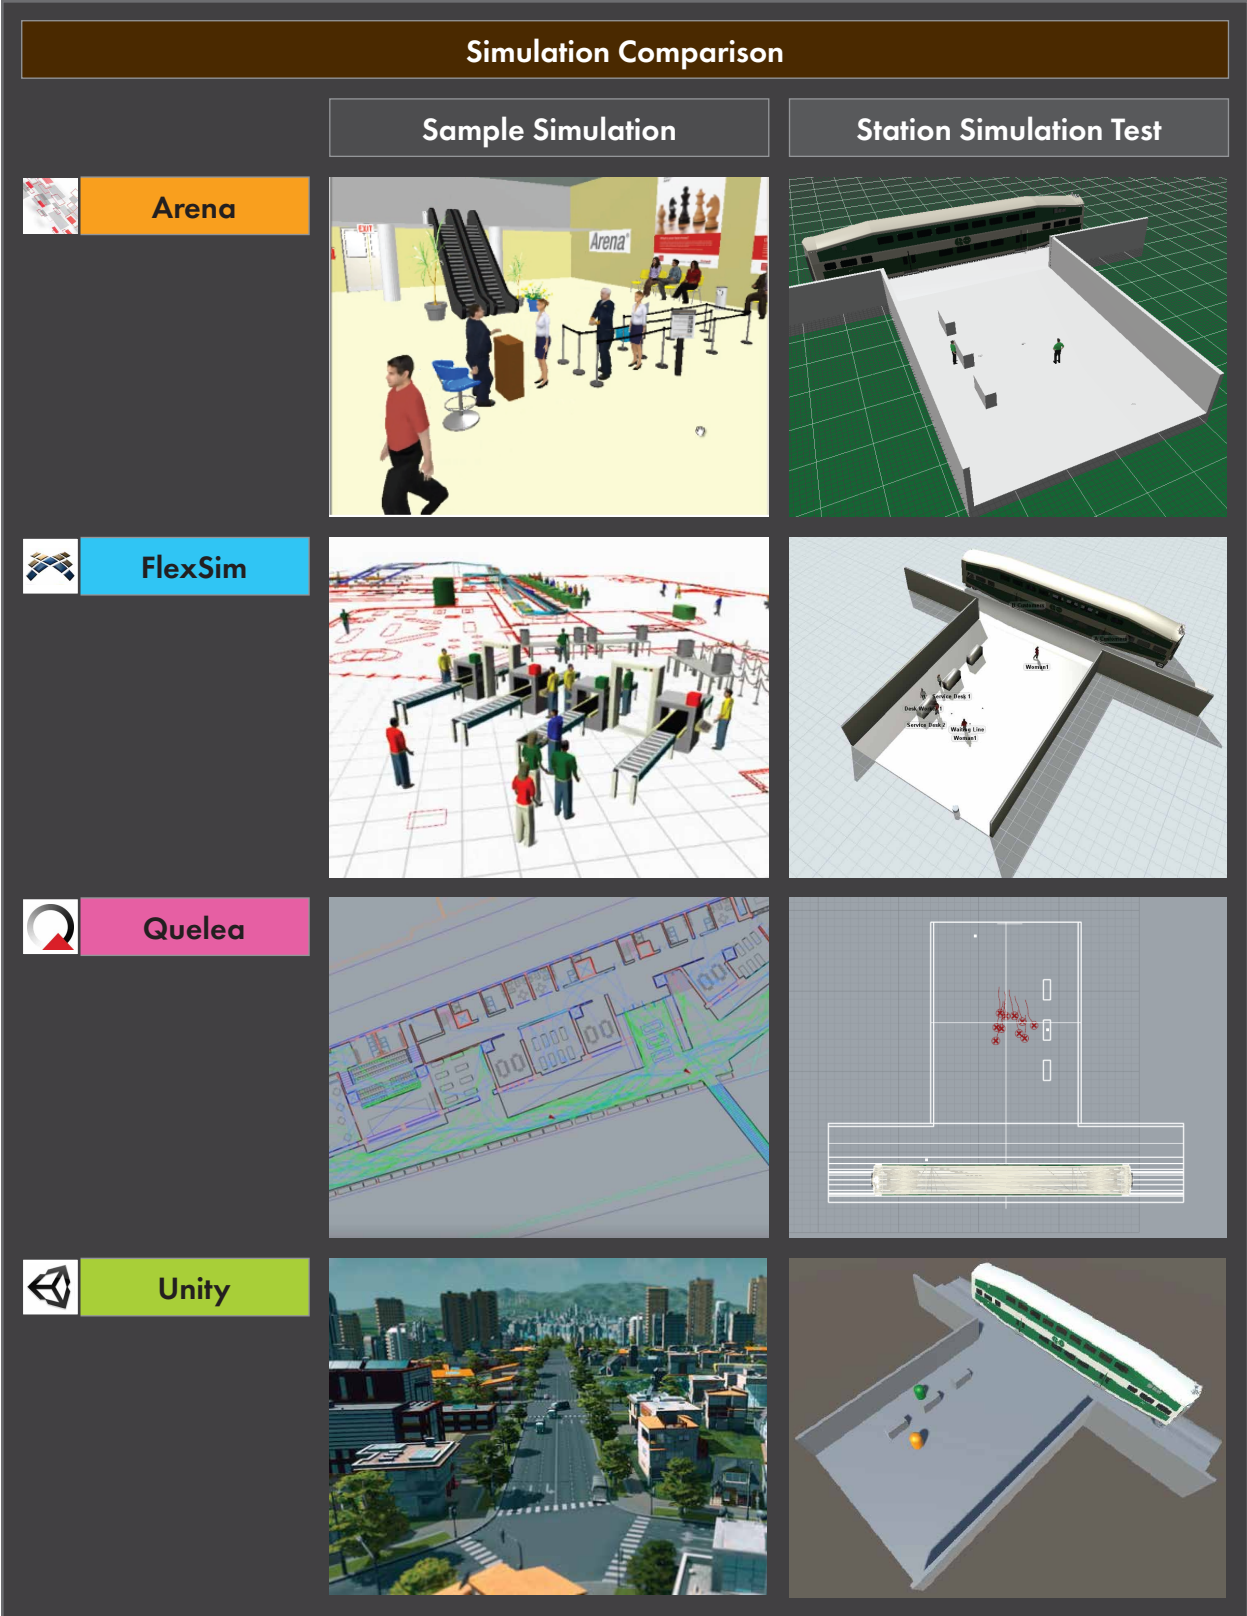 Simulation Comparison
Sample Simulation
Station Simulation Test
Arena
EXIT
Arena
FlexSim
Woman1
Service Desk 1
Service Desk 2
Waiting Line
Woman1
Quelea
Unity